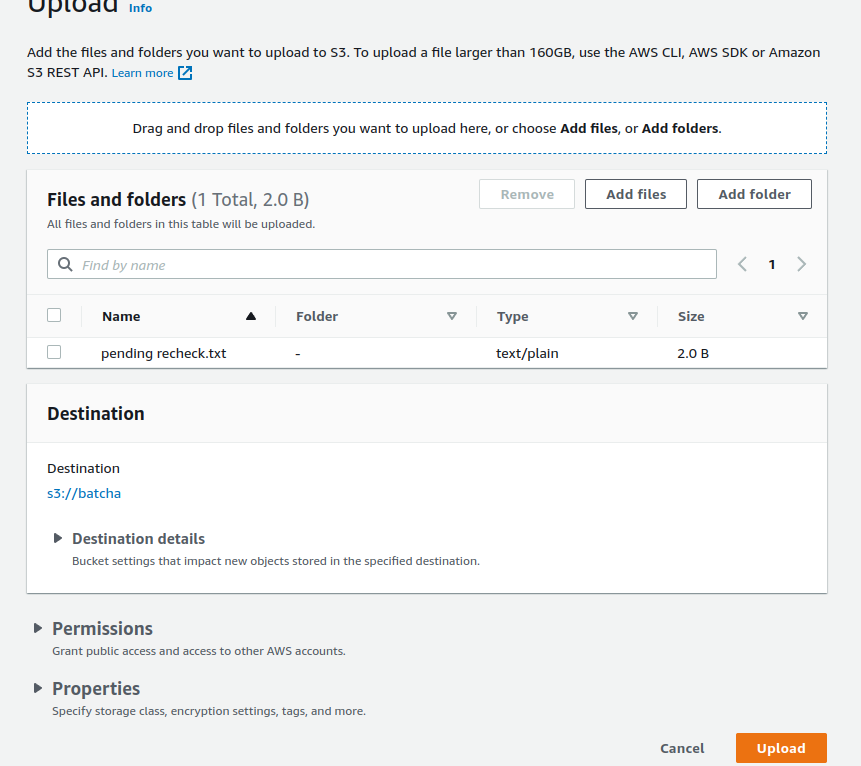 Upload Info
Add the files and folders you want to upload to S3. To upload a file larger than 160GB, use the AWS CLI, AWS SDK or Amazon
S3 REST API. Learn more
Drag and drop files and folders you want to upload here, or choose Add files, or Add folders.
Files and folders (1 Total, 2.0 B)
Remove
Add files
Add folder
All files and folders in this table will be uploaded.
Find by name
1
Name Folder Type Size
pending recheck.txt - text/plain 2.0 B
Destination
Destination
s3://batcha
Destination details
Bucket settings that impact new objects stored in the specified destination.
Permissions
Grant public access and access to other AWS accounts.
Properties
Specify storage class, encryption settings, tags, and more.
Cancel Upload